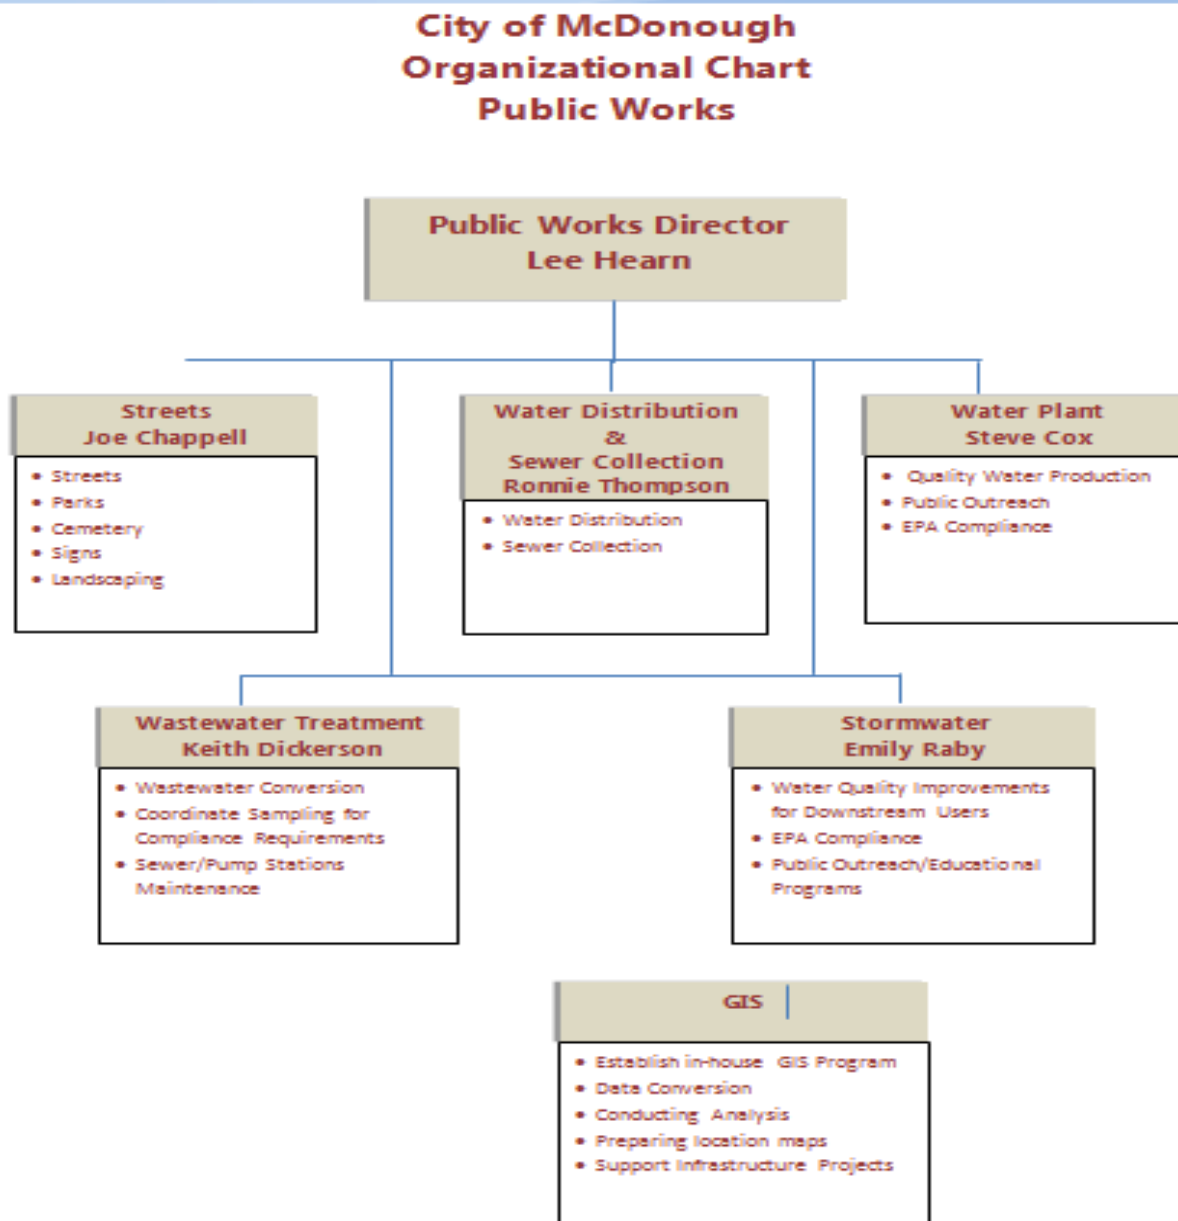 City of McDonough
Organizational Chart
Public Works
Public Works Director
Lee Hearn
Streets
Joe Chappell
• Streets
• Parks
• Cemetery
• Signs
• Landscaping
Water Distribution
&
Sewer Collection
Ronnie Thompson
• Water Distribution
• Sewer Collection
Water Plant
Steve Cox
• Quality Water Production
• Public Outreach
• EPA Compliance
Wastewater Treatment
Keith Dickerson
• Wastewater Conversion
• Coordinate Sampling for
Compliance Requirements
• Sewer/Pump Stations
Maintenance
Stormwater
Emily Raby
• Water Quality Improvements
for Downstream Users
• EPA Compliance
• Public Outreach/Educational
Programs
GIS
• Establish in-house GIS Program
• Data Conversion
• Conducting Analysis
• Preparing location maps
• Support Infrastructure Projects